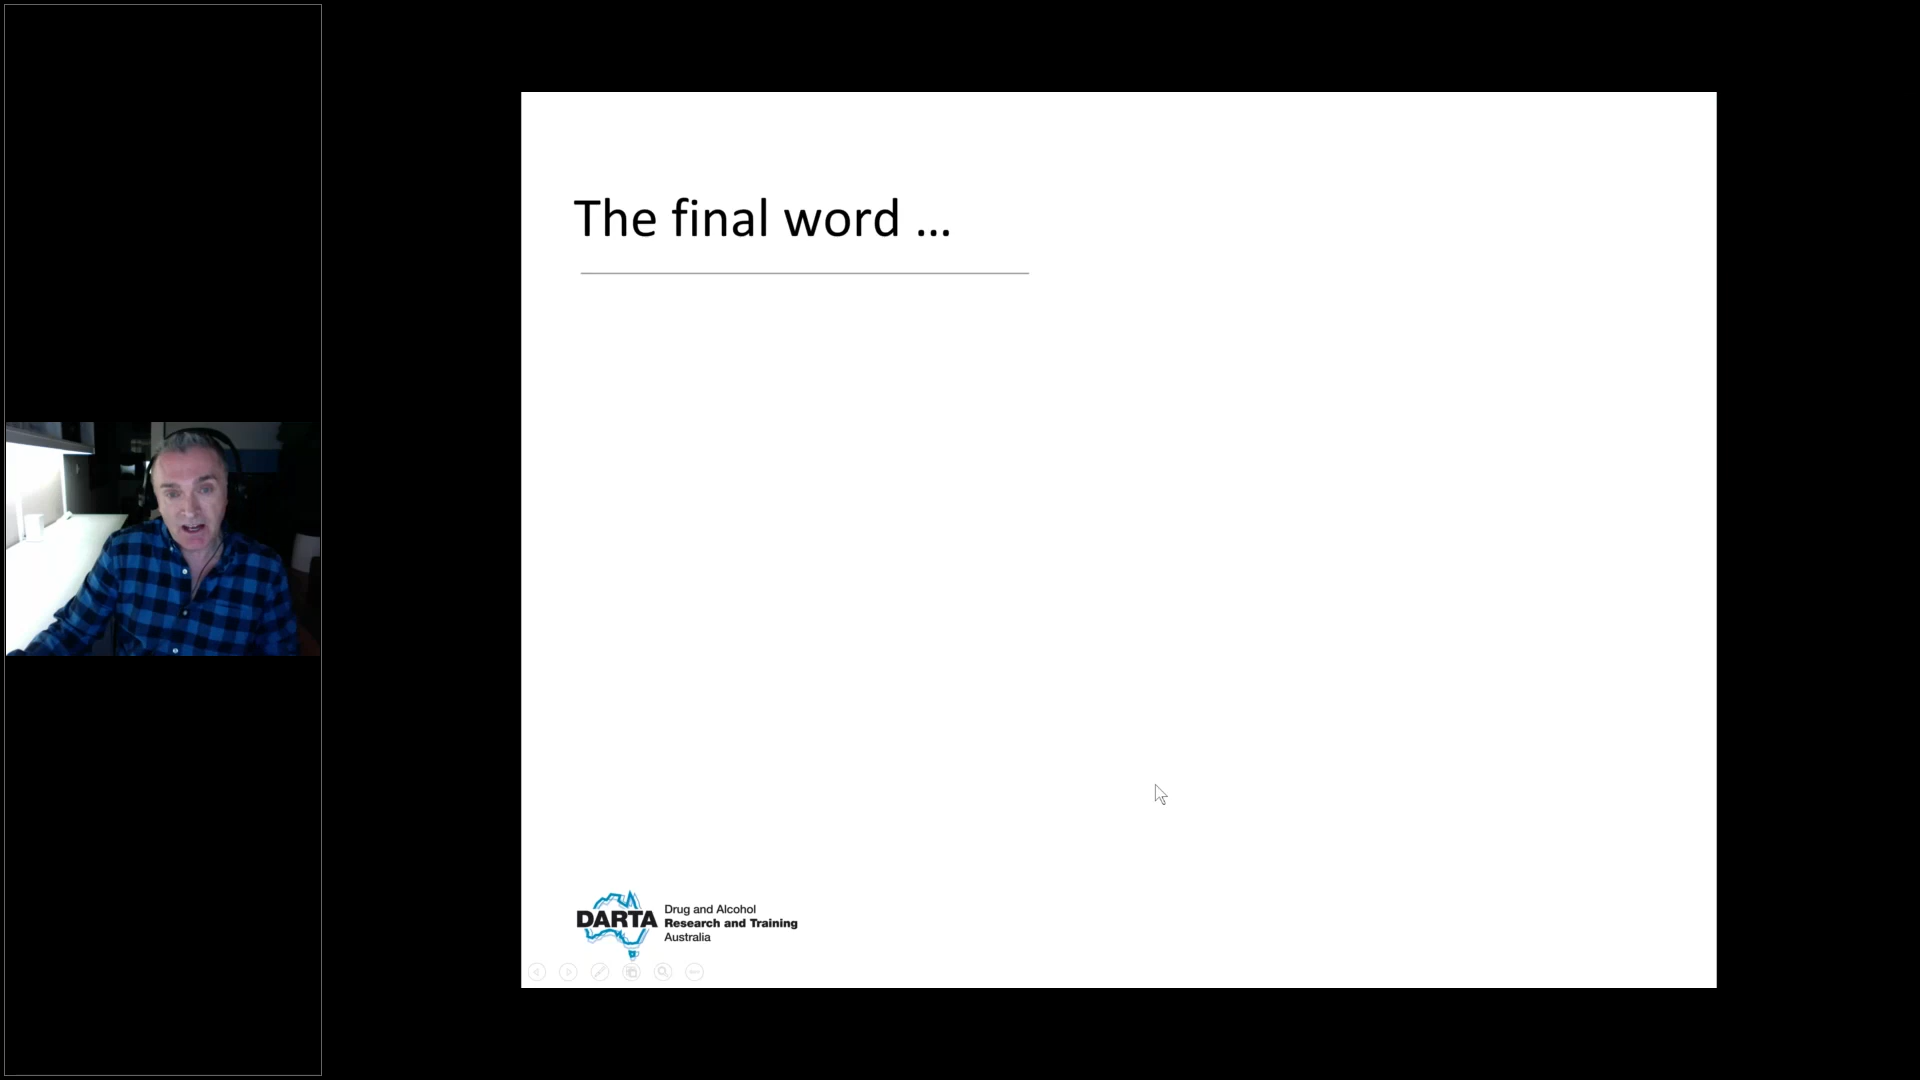 The final word ...
DARTA
Drug and Alcohol
Research and Training
Australia